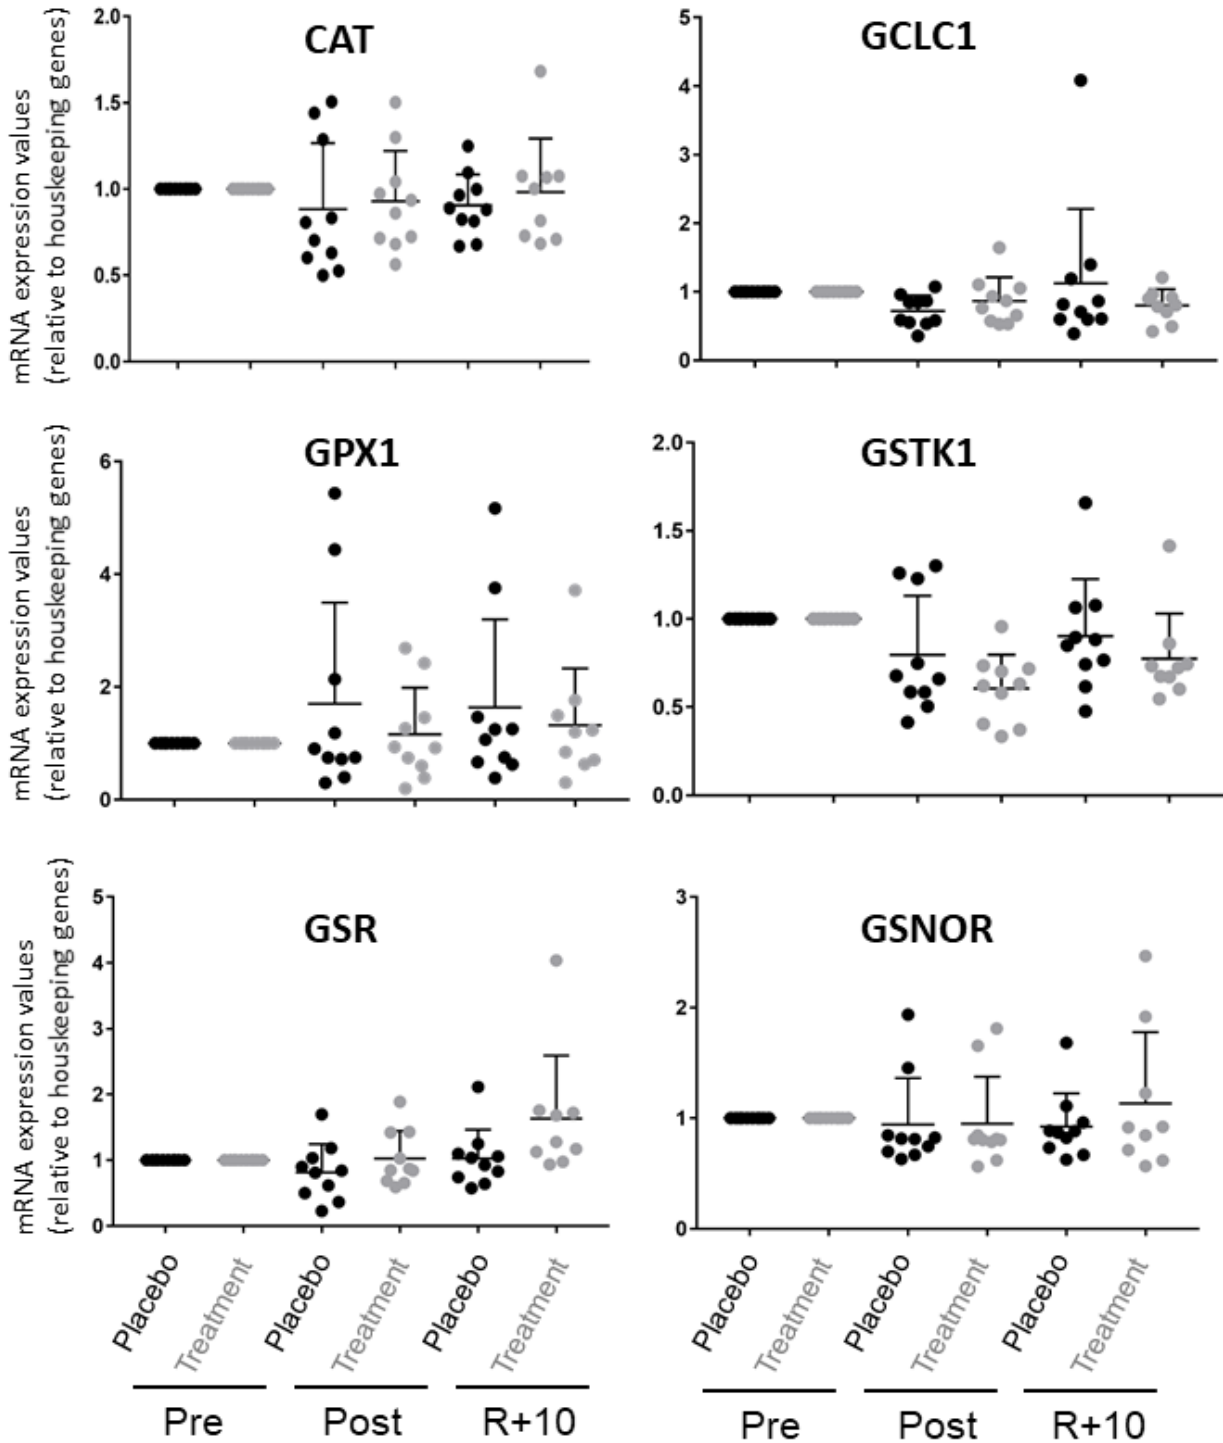 CAT
mRNA expression values
(relative to houskeeping genes)
2.0
1.5
1.0
0.5
0.0
GCLC1
5
4
3
2
1
0
GPX1
mRNA expression values
(relative to houskeeping genes)
6
4
2
0
GSTK1
2.0
1.5
1.0
0.5
0.0
GSR
mRNA expression values
(relative to houskeeping genes)
5
4
3
2
1
0
GSNOR
3
2
1
0
Placebo
Treatment
Placebo
Treatment
Placebo
Treatment
Pre
Post
R+10
Placebo
Treatment
Placebo
Treatment
Placebo
Treatment
Pre
Post
R+10